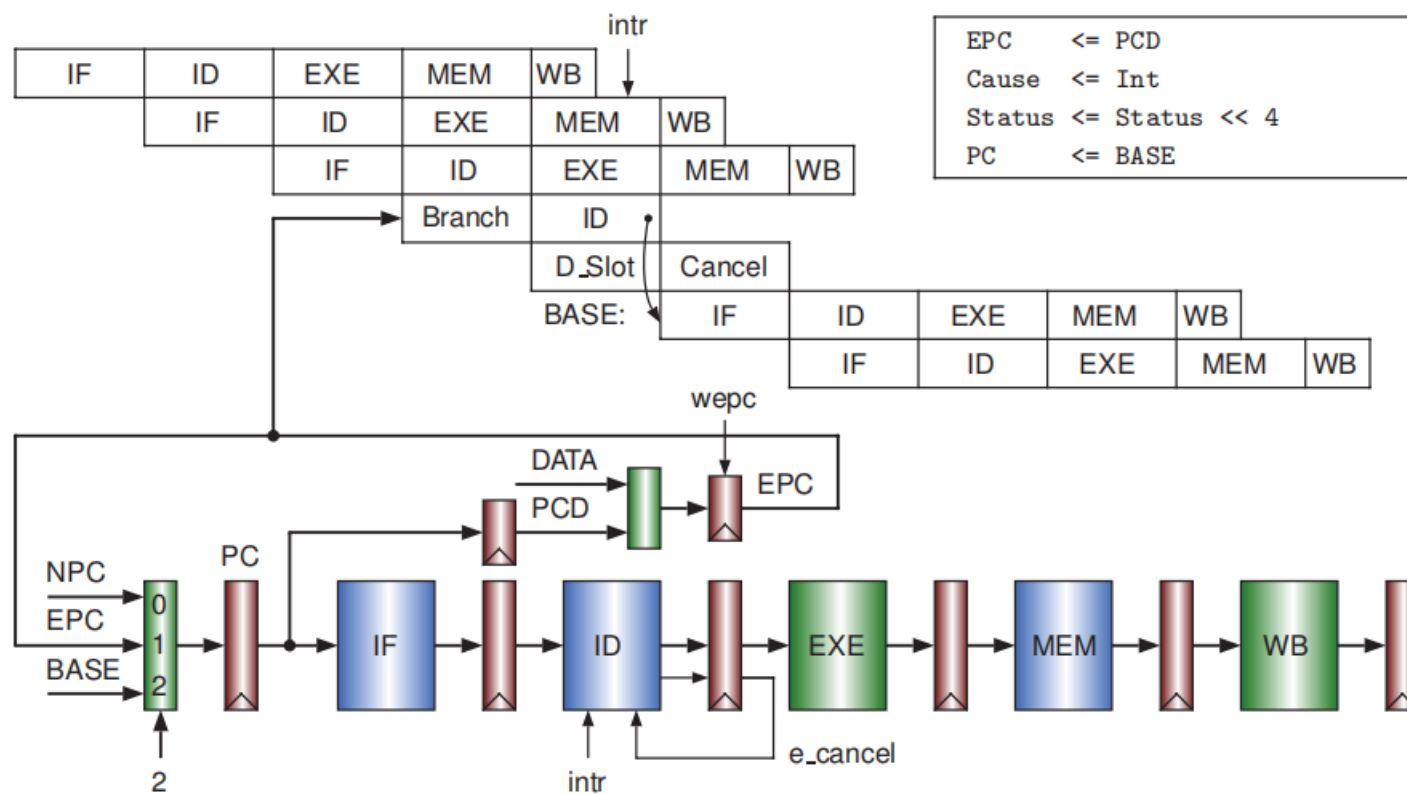 intr
IF ID EXE MEM WB
IF ID EXE MEM WB
IF ID EXE MEM WB
Branch ID
D_Slot Cancel
BASE: IF ID EXE MEM WB
IF ID EXE MEM WB
EPC <= PCD
Cause <= Int
Status <= Status << 4
PC <= BASE
wepc
DATA
EPC
PCD
PC
NPC
EPC
BASE
0
1
2
IF ID EXE MEM WB
e_cancel
2
intr